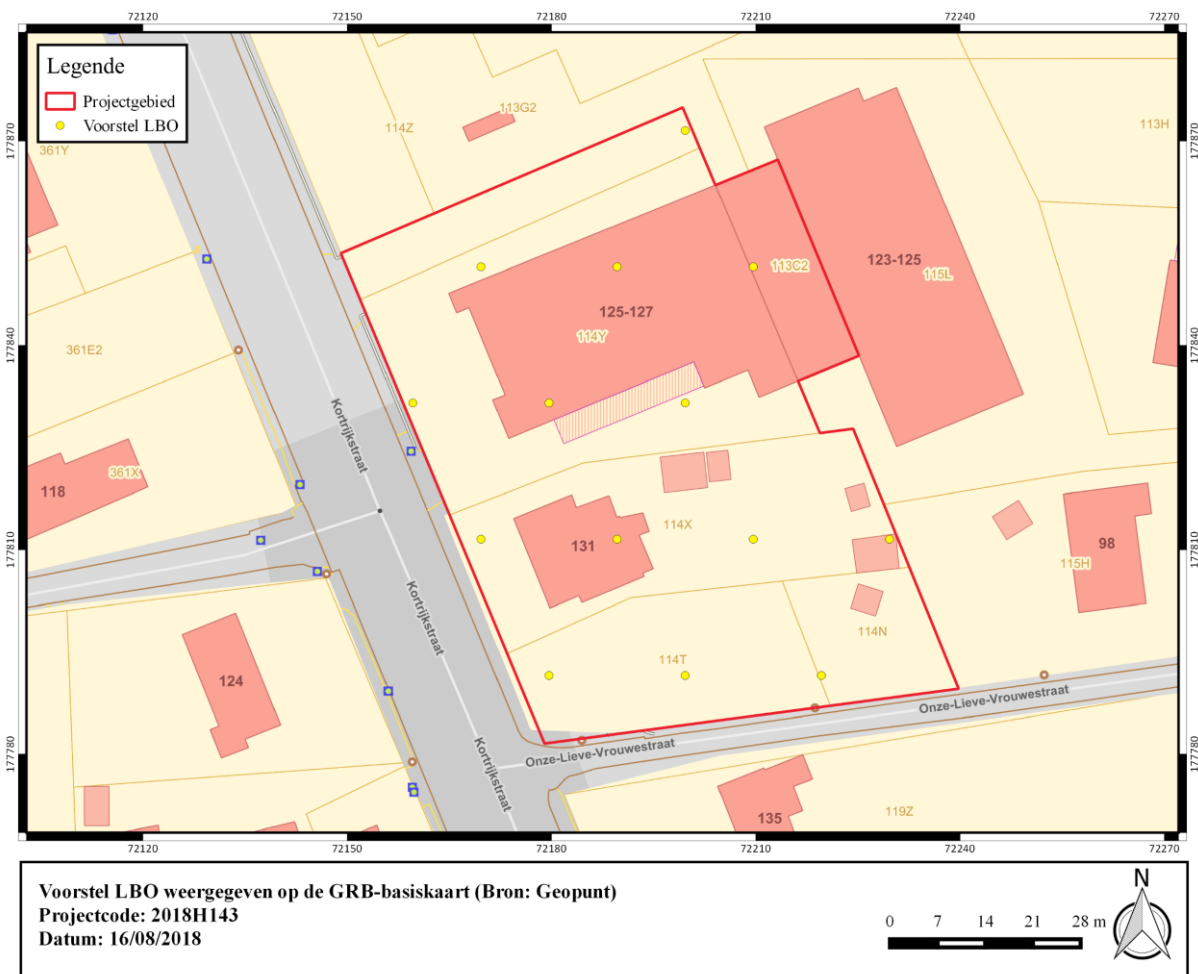 72120 72150 72180 72210 72240 72270
Legende
Projectgebied
Voorstel LBO
177870 177870
361Y
114Z
113G2
113H
113C2
123-125
115L
125-127
114Y
177840 177840
361E2
Kortrijkstraat
361X
118
114X
131
177810 177810
98
115H
Kortrijkstraat
114N
114T
124
Onze-Lieve-Vrouwestraat
Onze-Lieve-Vrouwestraat
177780 177780
Kortrijkstraat
135
119Z
72120 72150 72180 72210 72240 72270
Voorstel LBO weergegeven op de GRB-basiskaart (Bron: Geopunt)
Projectcode: 2018H143
Datum: 16/08/2018
0 7 14 21 28 m
N